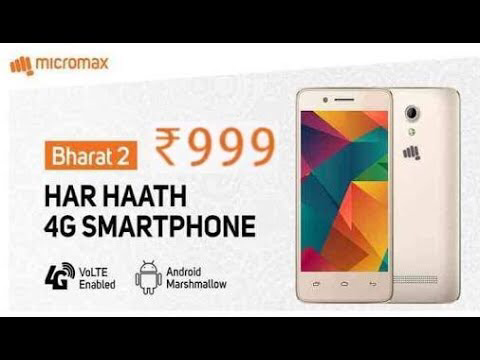 micromax
Bharat 2 ₹999
HAR HAATH
4G SMARTPHONE
4G VoLTE Enabled
Android Marshmallow